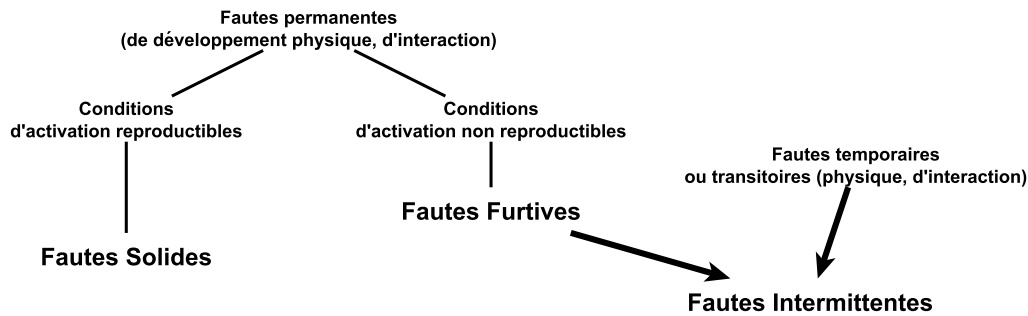 Fautes permanentes
(de développement physique, d'interaction)
Conditions
d'activation reproductibles
Conditions
d'activation non reproductibles
Fautes temporaires
ou transitoires (physique, d'interaction)
Fautes Furtives
Fautes Solides
Fautes Intermittentes